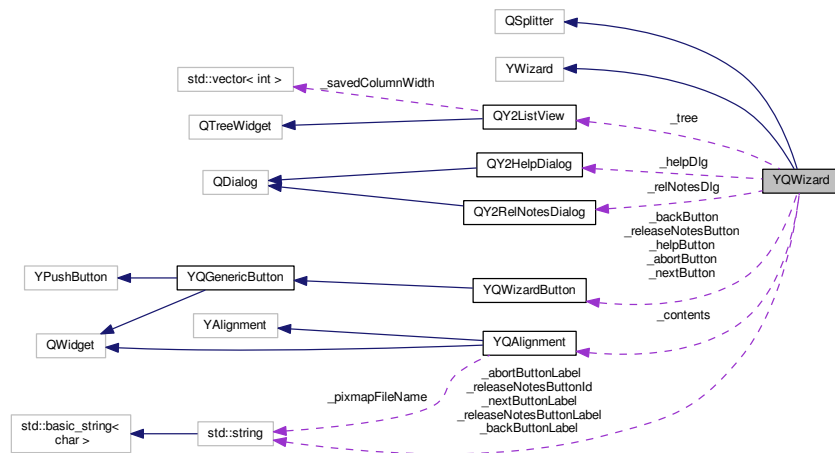 QSplitter
YWizard
std::vector< int >
_savedColumnWidth
QY2ListView
_tree
QTreeWidget
QY2HelpDialog
_helpDlg
QDialog
YQWizard
_relNotesDlg
QY2RelNotesDialog
_backButton
_releaseNotesButton
_helpButton
_abortButton
_nextButton
YPushButton
YQGenericButton
YQWizardButton
YAlignment
_contents
QWidget
YQAlignment
_abortButtonLabel
_releaseNotesButtonId
_nextButtonLabel
_releaseNotesButtonLabel
_backButtonLabel
_pixmapFileName
std::basic_string<
char >
std::string